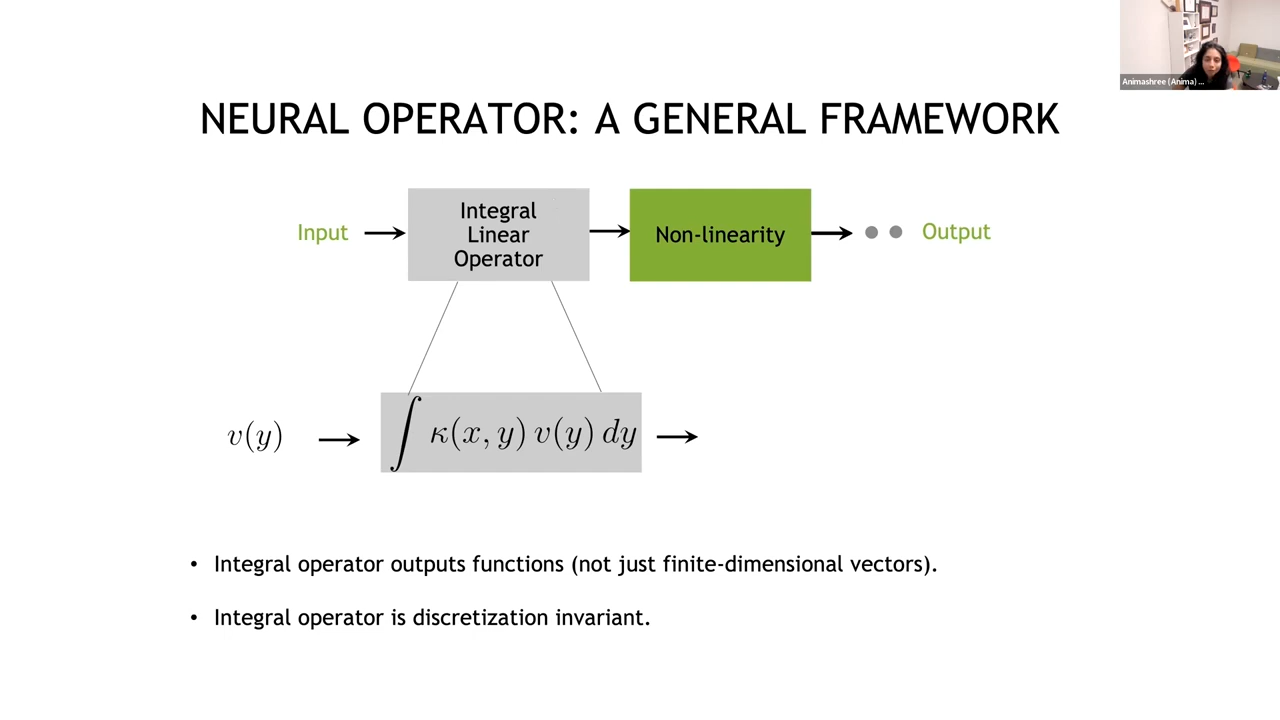 Animashree (Anima) ...
NEURAL OPERATOR: A GENERAL FRAMEWORK
Input
Integral
Linear
Operator
Non-linearity
Output
v(y)
∫ κ(x, y) v(y) dy
• Integral operator outputs functions (not just finite-dimensional vectors).
• Integral operator is discretization invariant.